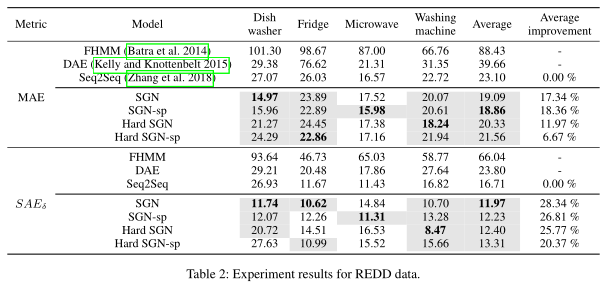 Metric Model Dish washer Fridge Microwave Washing machine Average Average improvement
FHMM (Batra et al. 2014) 101.30 98.67 87.00 66.76 88.43 -
DAE (Kelly and Knottenbelt 2015) 29.38 76.62 21.31 31.35 39.66 -
Seq2Seq (Zhang et al. 2018) 27.07 26.03 16.57 22.72 23.10 0.00 %
MAE SGN 14.97 23.89 17.52 20.07 19.09 17.34 %
SGN-sp 15.96 22.89 15.98 20.61 18.86 18.36 %
Hard SGN 21.27 24.45 17.38 18.24 20.33 11.97 %
Hard SGN-sp 24.29 22.86 17.16 21.94 21.56 6.67 %
FHMM 93.64 46.73 65.03 58.77 66.04 -
DAE 29.21 20.48 17.86 27.64 23.80 -
Seq2Seq 26.93 11.67 11.43 16.82 16.71 0.00 %
SAEδ SGN 11.74 10.62 14.84 10.70 11.97 28.34 %
SGN-sp 12.07 12.26 11.31 13.28 12.23 26.81 %
Hard SGN 20.72 14.51 16.53 8.47 12.40 25.77 %
Hard SGN-sp 27.63 10.99 15.52 15.66 13.31 20.37 %
Table 2: Experiment results for REDD data.